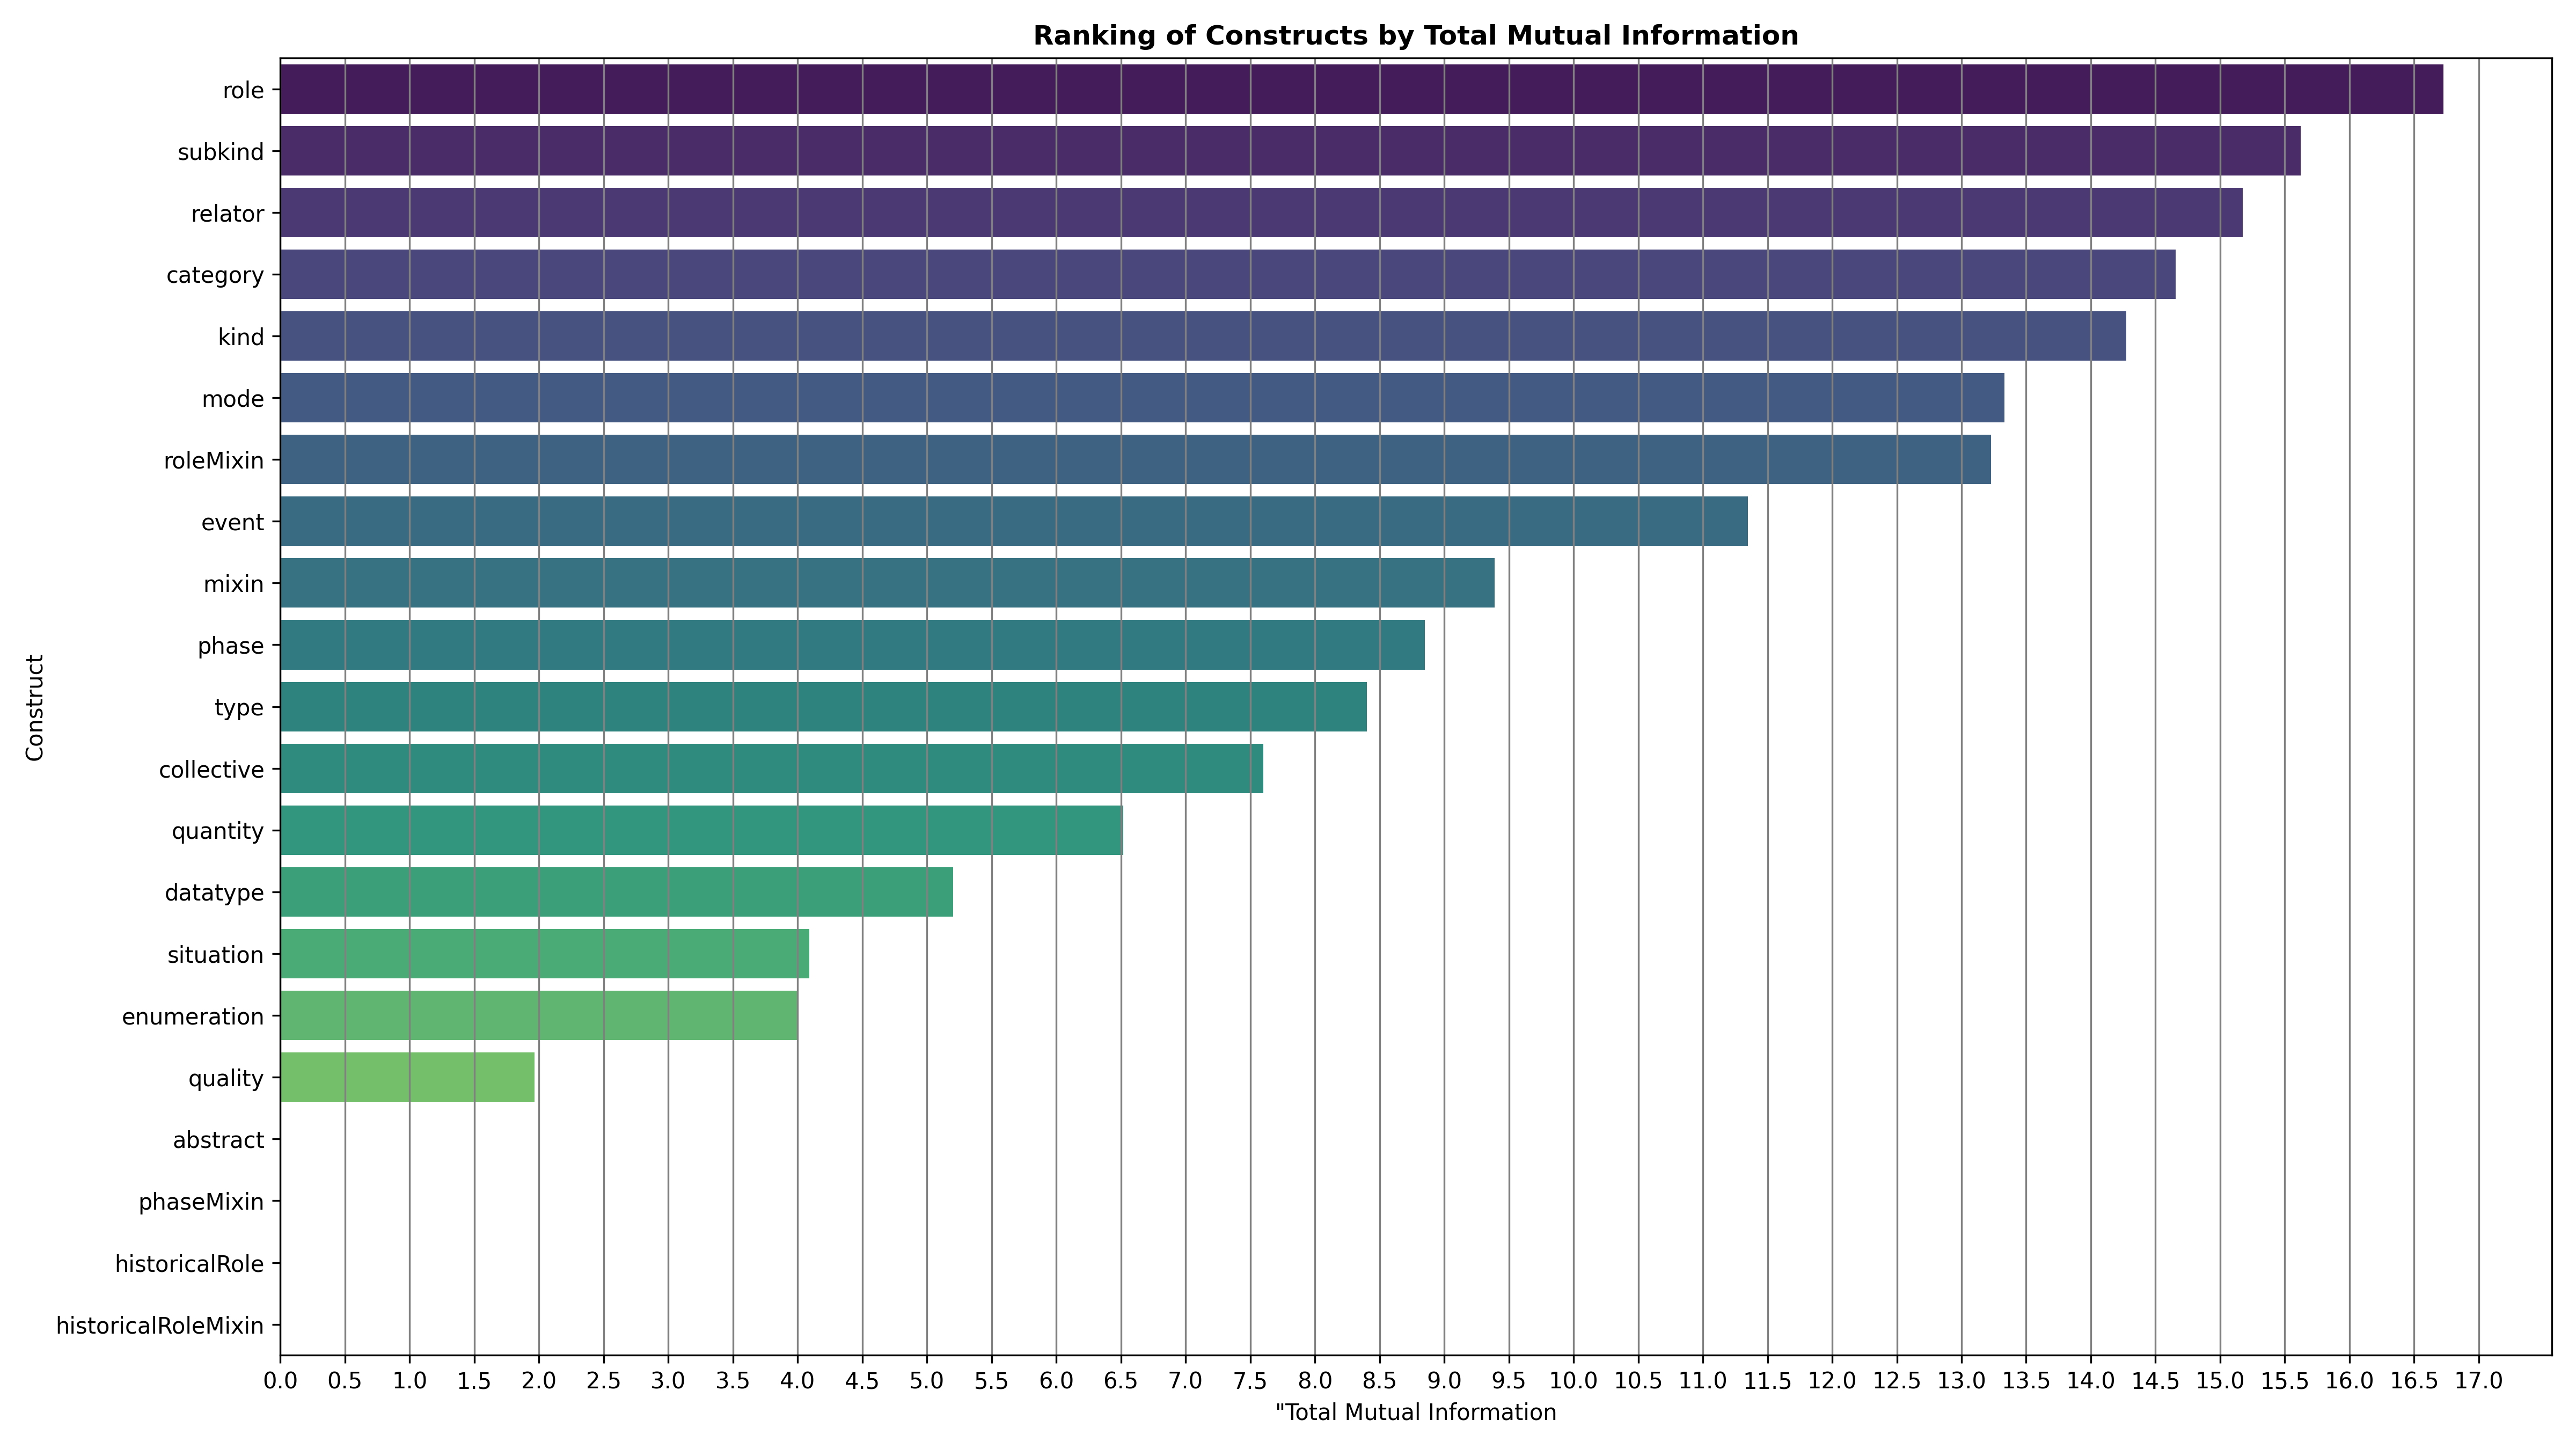 Ranking of Constructs by Total Mutual Information
role
subkind
relator
category
kind
mode
roleMixin
event
mixin
phase
type
collective
quantity
datatype
situation
enumeration
quality
abstract
phaseMixin
historicalRole
historicalRoleMixin
Construct
0.0 0.5 1.0 1.5 2.0 2.5 3.0 3.5 4.0 4.5 5.0 5.5 6.0 6.5 7.0 7.5 8.0 8.5 9.0 9.5 10.0 10.5 11.0 11.5 12.0 12.5 13.0 13.5 14.0 14.5 15.0 15.5 16.0 16.5 17.0
"Total Mutual Information